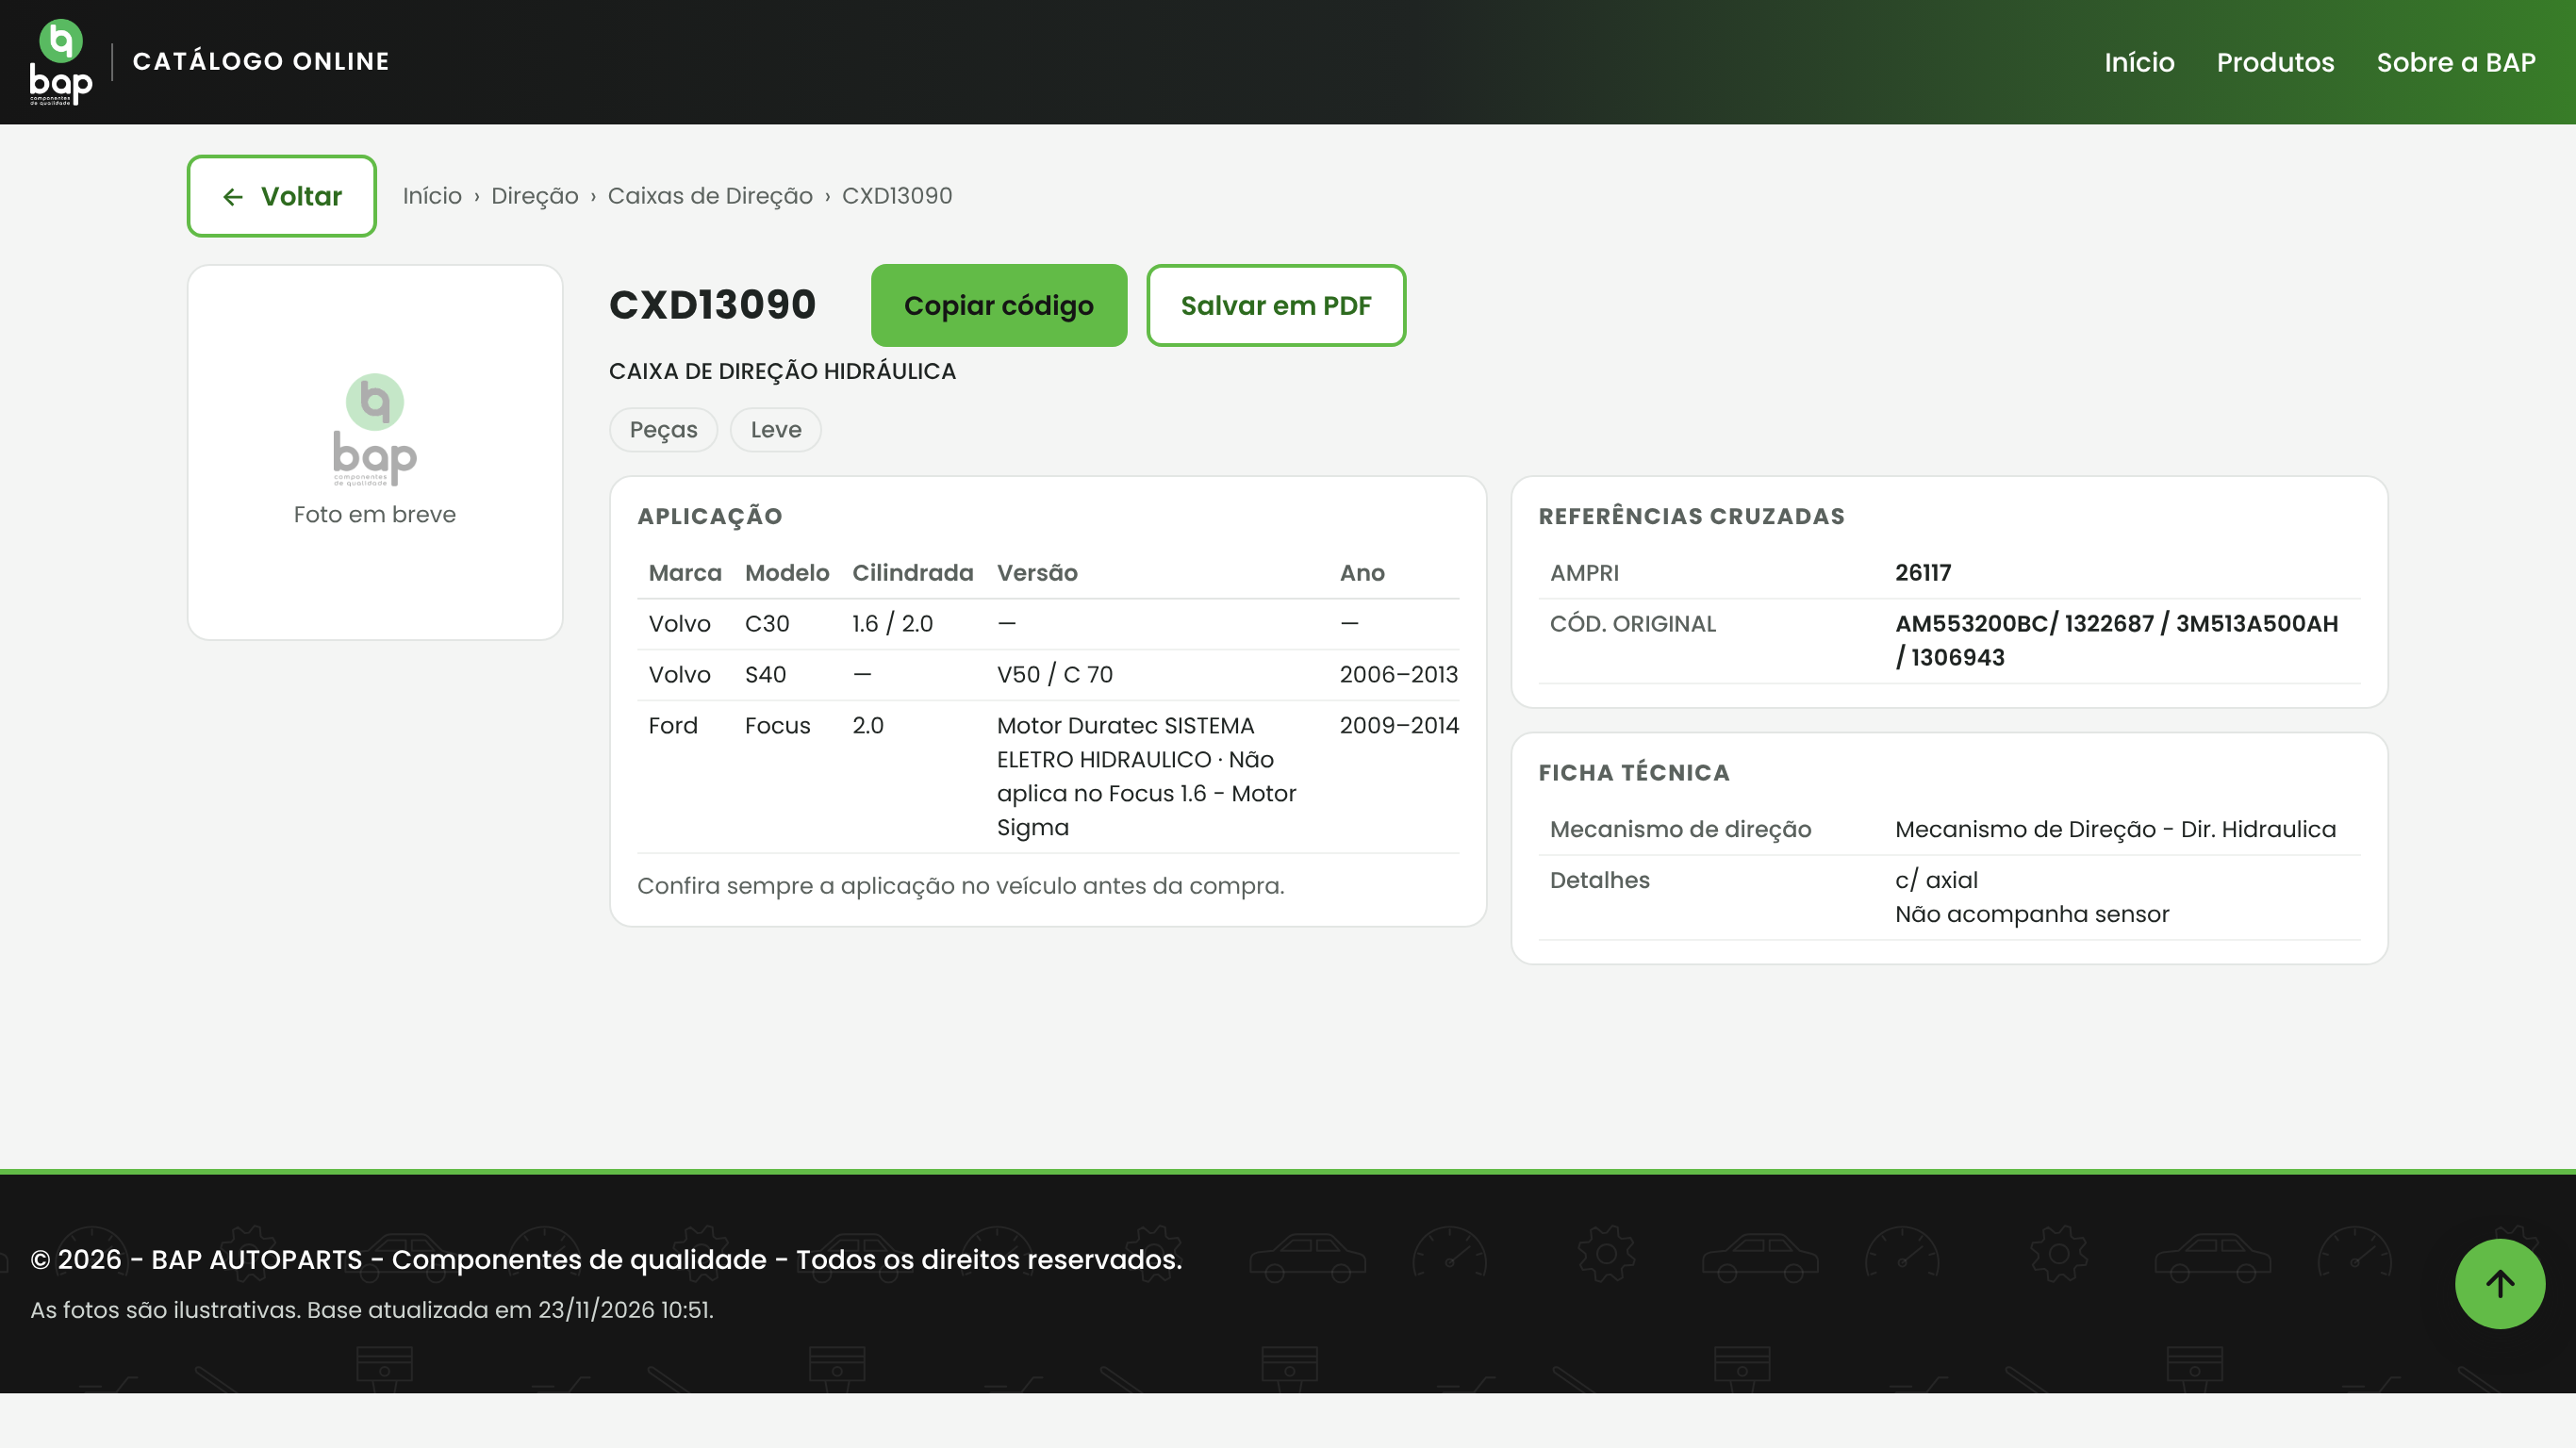 bap
componentes
de qualidade
CATÁLOGO ONLINE
Início Produtos Sobre a BAP
← Voltar
Início › Direção › Caixas de Direção › CXD13090
bap
componentes
de qualidade
Foto em breve
CXD13090
Copiar código
Salvar em PDF
CAIXA DE DIREÇÃO HIDRÁULICA
Peças Leve
APLICAÇÃO
Marca Modelo Cilindrada Versão Ano
Volvo C30 1.6 / 2.0 — —
Volvo S40 — V50 / C 70 2006–2013
Ford Focus 2.0 Motor Duratec SISTEMA 2009–2014
ELETRO HIDRAULICO · Não
aplica no Focus 1.6 - Motor
Sigma
Confira sempre a aplicação no veículo antes da compra.
REFERÊNCIAS CRUZADAS
AMPRI 26117
CÓD. ORIGINAL AM553200BC/ 1322687 / 3M513A500AH
/ 1306943
FICHA TÉCNICA
Mecanismo de direção Mecanismo de Direção - Dir. Hidraulica
Detalhes c/ axial
Não acompanha sensor
© 2026 - BAP AUTOPARTS - Componentes de qualidade - Todos os direitos reservados.
As fotos são ilustrativas. Base atualizada em 23/11/2026 10:51.